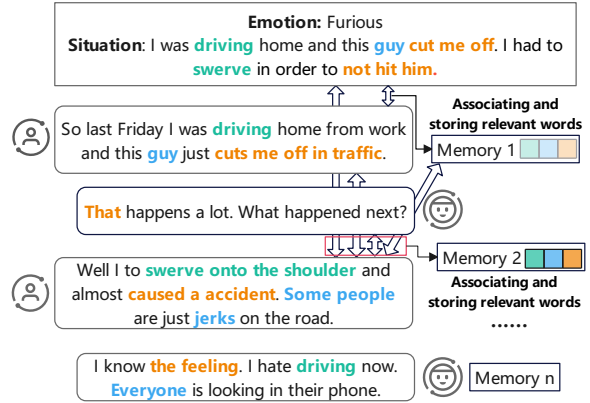 Emotion: Furious
Situation: I was driving home and this guy cut me off. I had to
swerve in order to not hit him.
So last Friday I was driving home from work
and this guy just cuts me off in traffic.
Associating and
storing relevant words
Memory 1
That happens a lot. What happened next?
Memory 2
Well I to swerve onto the shoulder and
almost caused a accident. Some people
are just jerks on the road.
Associating and
storing relevant words
......
I know the feeling. I hate driving now.
Everyone is looking in their phone.
Memory n